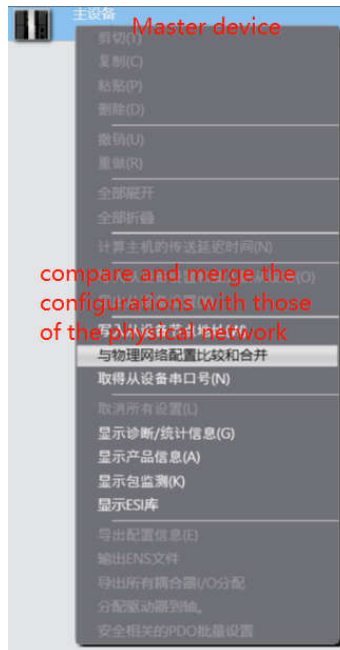 主设备
Master device
剪切(T)
复制(C)
粘贴(P)
删除(D)
撤销(U)
重做(R)
全部展开
全部折叠
计算主机的传送延迟时间(N)
compare and merge the
configurations with those
of the physical network
与物理网络配置比较和合并
取得从设备串口号(N)
取消所有设置(L)
显示诊断/统计信息(G)
显示产品信息(A)
显示包监测(K)
显示ESI库
导出配置信息(E)
输出ENS文件
导出所有耦合器I/O分配
分配驱动器到轴。
安全相关的PDO批量设置